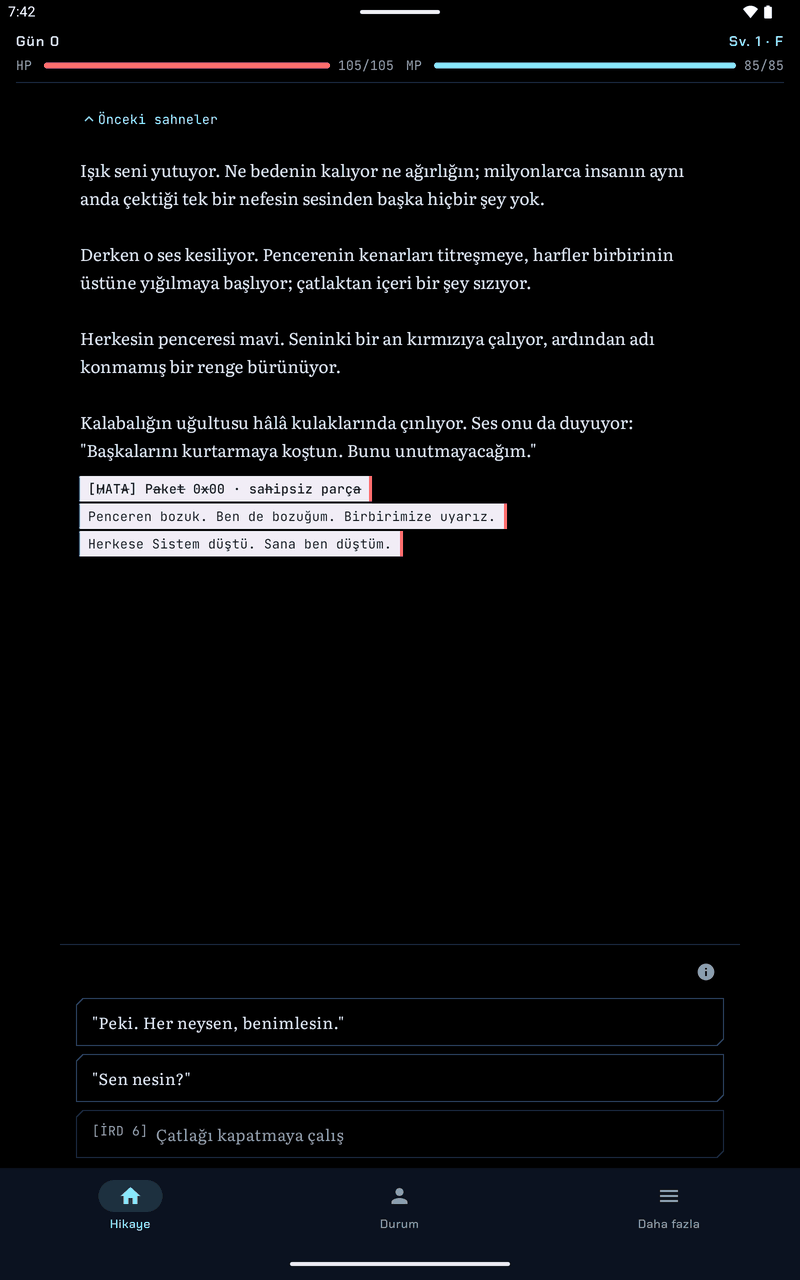 7:42
Gün 0
Sv. 1 · F
HP 105/105 MP 85/85
Önceki sahneler
Işık seni yutuyor. Ne bedenin kalıyor ne ağırlığın; milyonlarca insanın aynı
anda çektiği tek bir nefesin sesinden başka hiçbir şey yok.
Derken o ses kesiliyor. Pencerenin kenarları titreşmeye, harfler birbirinin
üstüne yığılmaya başlıyor; çatlaktan içeri bir şey sızıyor.
Herkesin penceresi mavi. Seninki bir an kırmızıya çalıyor, ardından adı
konmamış bir renge bürünüyor.
Kalabalığın uğultusu hâlâ kulaklarında çınlıyor. Ses onu da duyuyor:
"Başkalarını kurtarmaya koştun. Bunu unutmayacağım."
[HATA] Paket 0x00 · sahipsiz parça
Penceren bozuk. Ben de bozuğum. Birbirimize uyarız.
Herkese Sistem düştü. Sana ben düştüm.
"Peki. Her neysen, benimlesin."
"Sen nesin?"
[İRD 6] Çatlağı kapatmaya çalış
Hikaye
Durum
Daha fazla